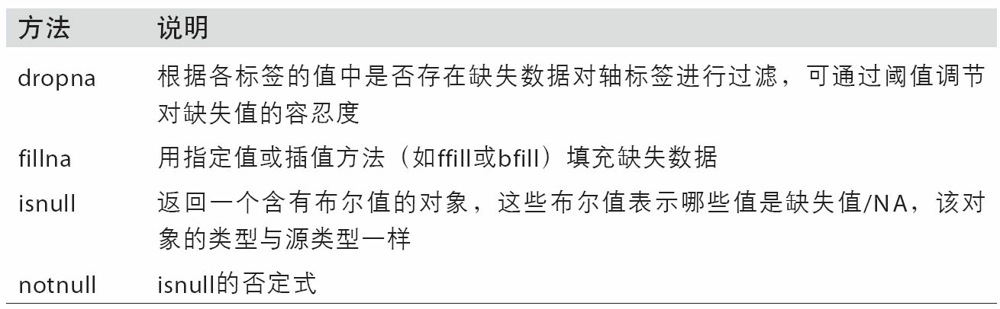 方法 说明
dropna 根据各标签的值中是否存在缺失数据对轴标签进行过滤，可通过阈值调节
对缺失值的容忍度
fillna 用指定值或插值方法（如ffill或bfill）填充缺失数据
isnull 返回一个含有布尔值的对象，这些布尔值表示哪些值是缺失值/NA，该对
象的类型与源类型一样
notnull isnull的否定式